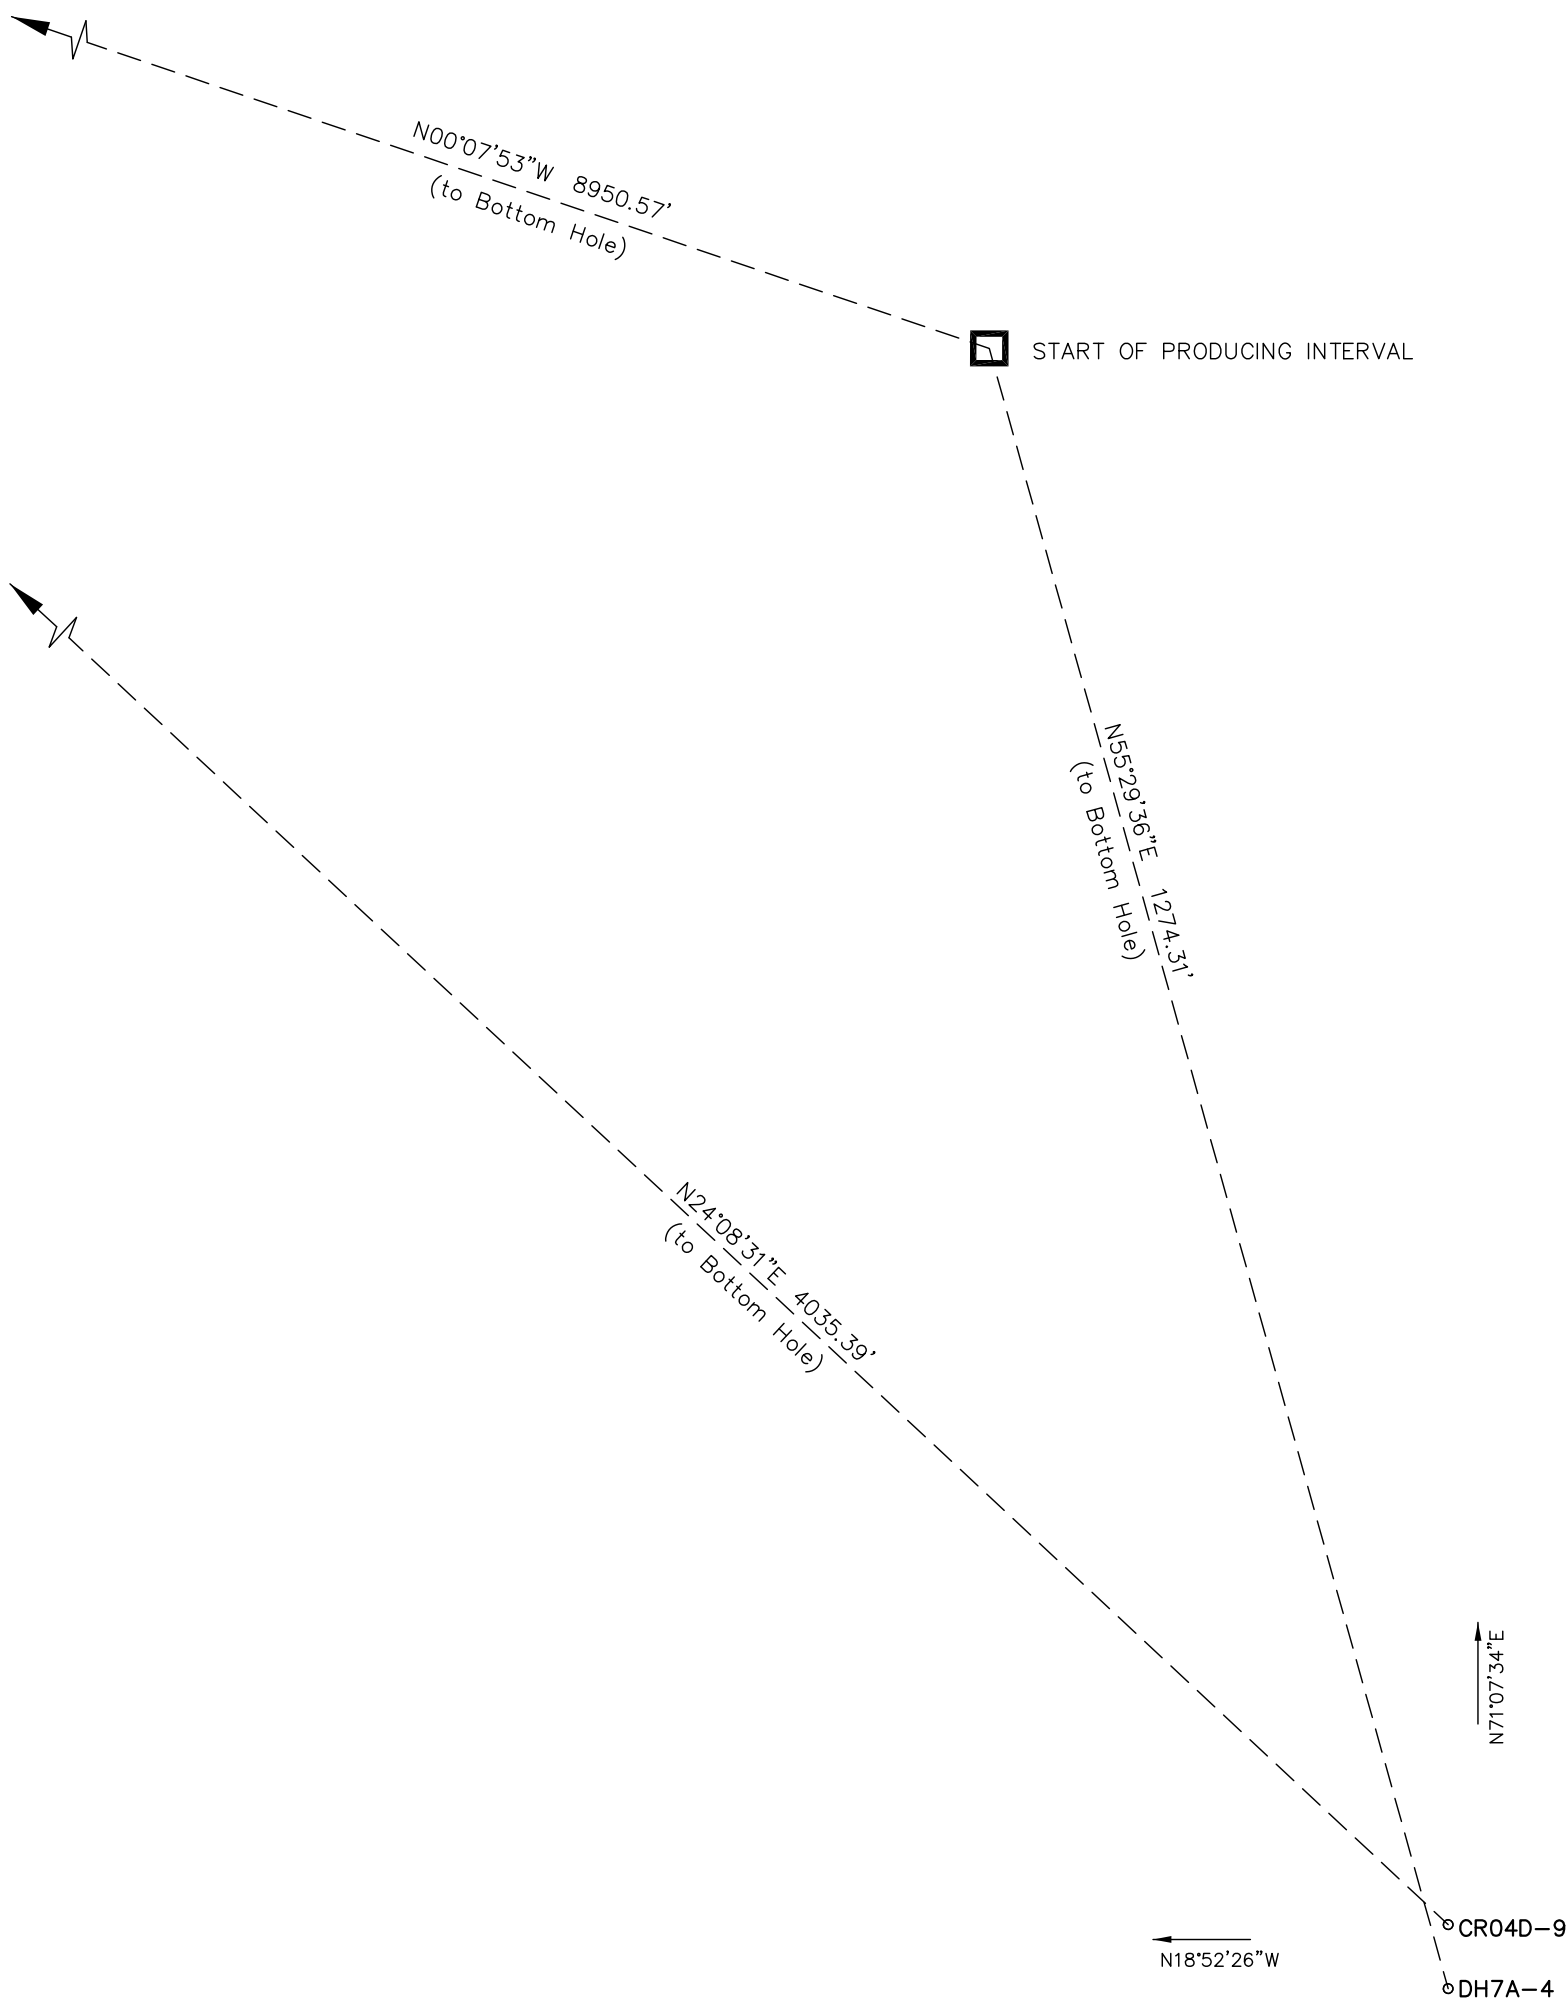 N00°07'53"W 8950.57'
(to Bottom Hole)
START OF PRODUCING INTERVAL
N55°29'36"E 1274.31'
(to Bottom Hole)
N24°08'31"E 4035.39'
(to Bottom Hole)
N71°07'34"E
CR04D-9
N18°52'26"W
DH7A-4